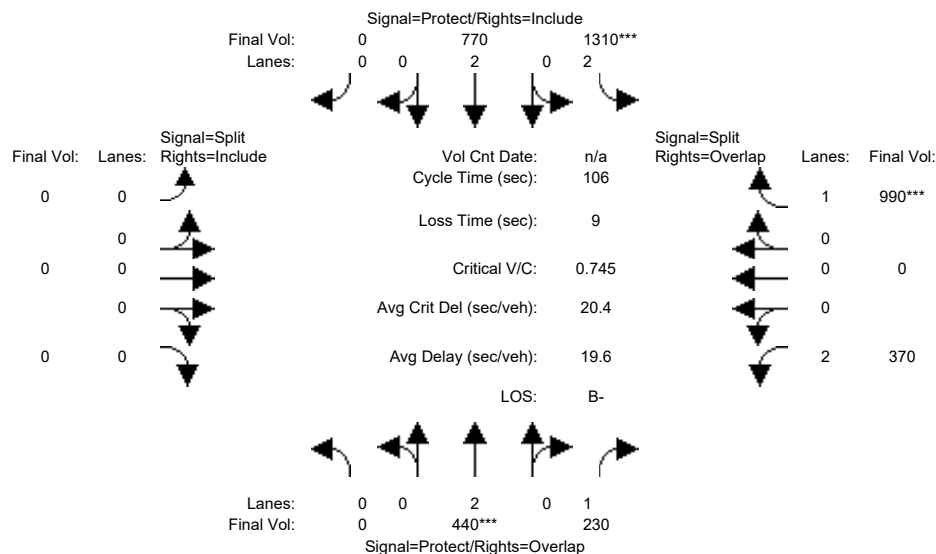 Signal=Protect/Rights=Include
Final Vol: 0 770 1310***
Lanes: 0 0 2 0 2
Signal=Split Signal=Split
Final Vol: Lanes: Rights=Include Vol Cnt Date: n/a Rights=Overlap Lanes: Final Vol:
Cycle Time (sec): 106
0 0 1 990***
Loss Time (sec): 9
0 0
0 0 Critical V/C: 0.745 0 0
0 Avg Crit Del (sec/veh): 20.4 0
0 0 Avg Delay (sec/veh): 19.6 2 370
LOS: B-
Lanes: 0 0 2 0 1
Final Vol: 0 440*** 230
Signal=Protect/Rights=Overlap